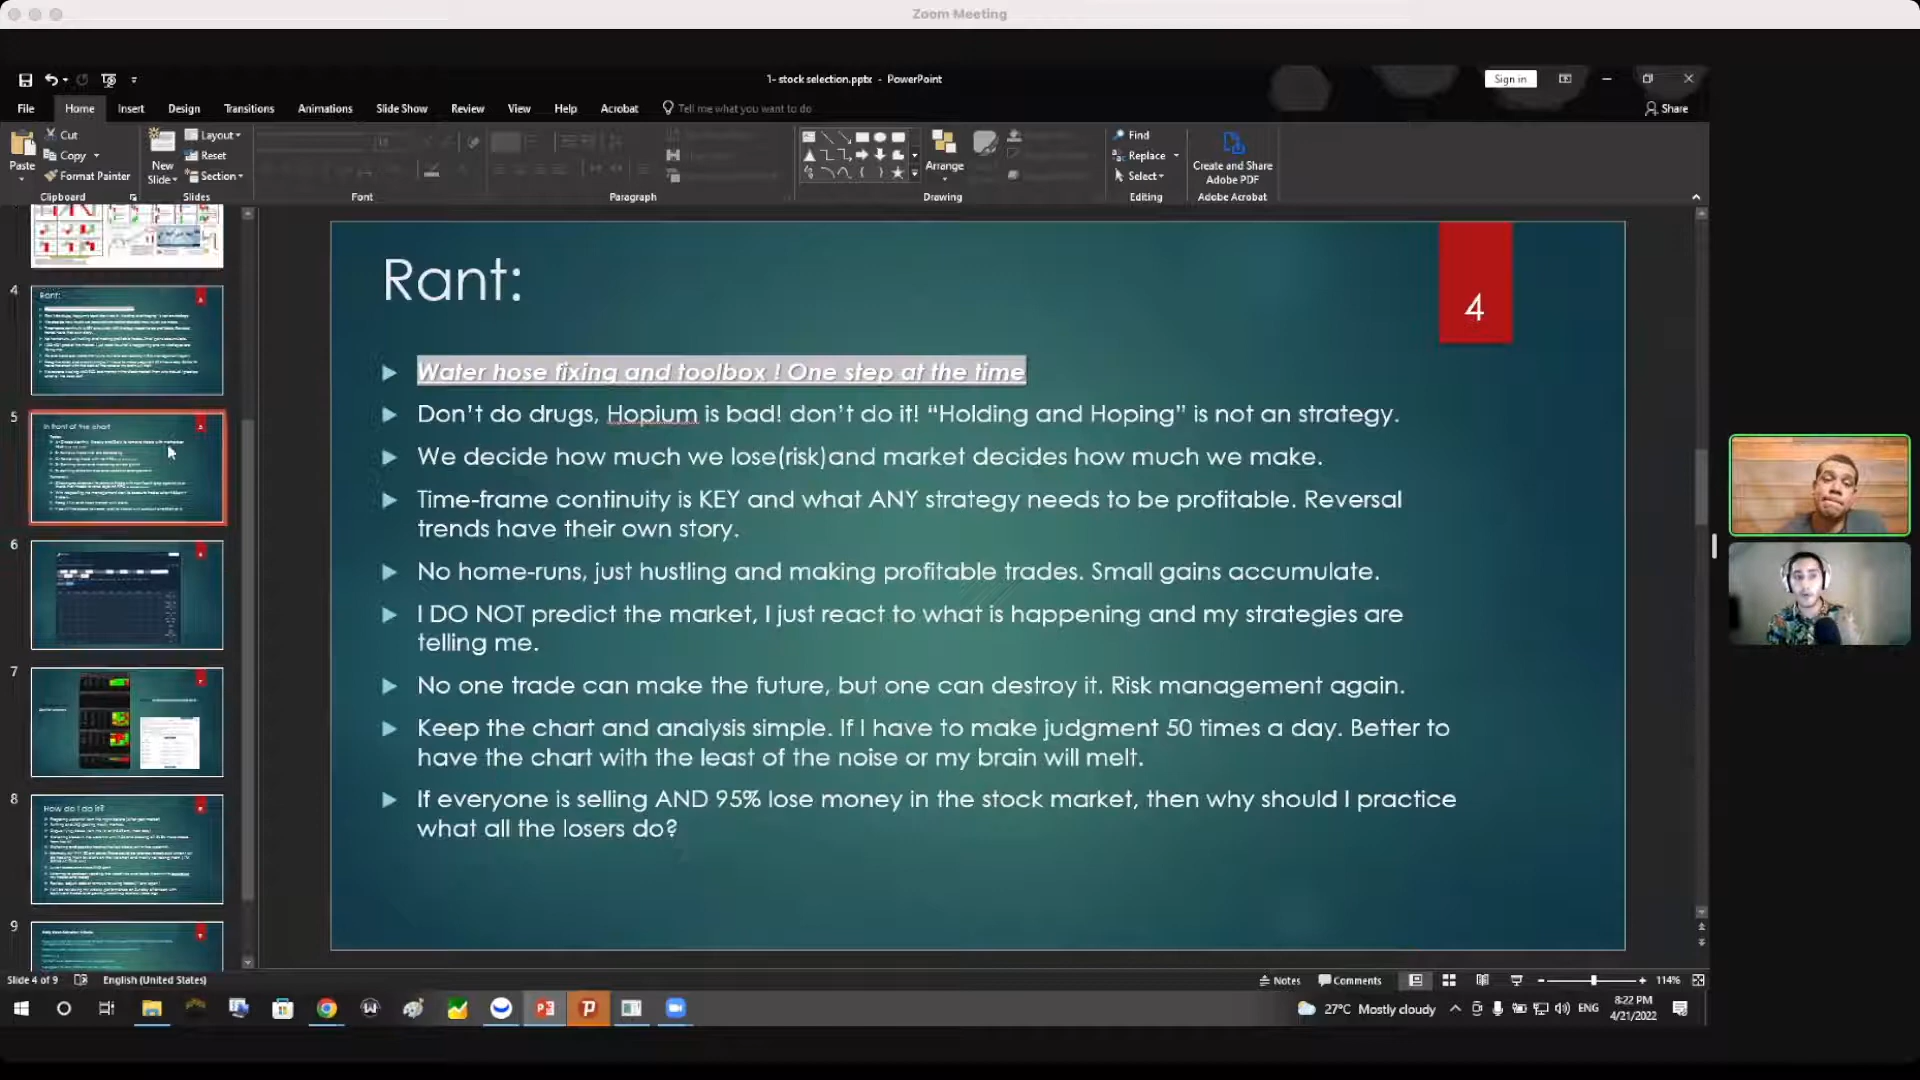 Zoom Meeting
1- stock selection.pptx - PowerPoint
Sign in
File Home Insert Design Transitions Animations Slide Show Review View Help Acrobat Tell me what you want to do
Share
Paste
Cut
Copy
Format Painter
Clipboard
New Slide
Layout
Reset
Section
Slides
Font
Paragraph
Arrange
Drawing
Find
Replace
Select
Editing
Create and Share
Adobe PDF
Adobe Acrobat
4
Rant:
5
In front of the chart
6
7
8
How do I do it?
9
Rant:
4
Water hose fixing and toolbox ! One step at the time
Don't do drugs, Hopium is bad! don't do it! “Holding and Hoping” is not an strategy.
We decide how much we lose(risk)and market decides how much we make.
Time-frame continuity is KEY and what ANY strategy needs to be profitable. Reversal
trends have their own story.
No home-runs, just hustling and making profitable trades. Small gains accumulate.
I DO NOT predict the market, I just react to what is happening and my strategies are
telling me.
No one trade can make the future, but one can destroy it. Risk management again.
Keep the chart and analysis simple. If I have to make judgment 50 times a day. Better to
have the chart with the least of the noise or my brain will melt.
If everyone is selling AND 95% lose money in the stock market, then why should I practice
what all the losers do?
Slide 4 of 9
English (United States)
Notes
Comments
114%
27°C Mostly cloudy
ENG
8:22 PM
4/21/2022